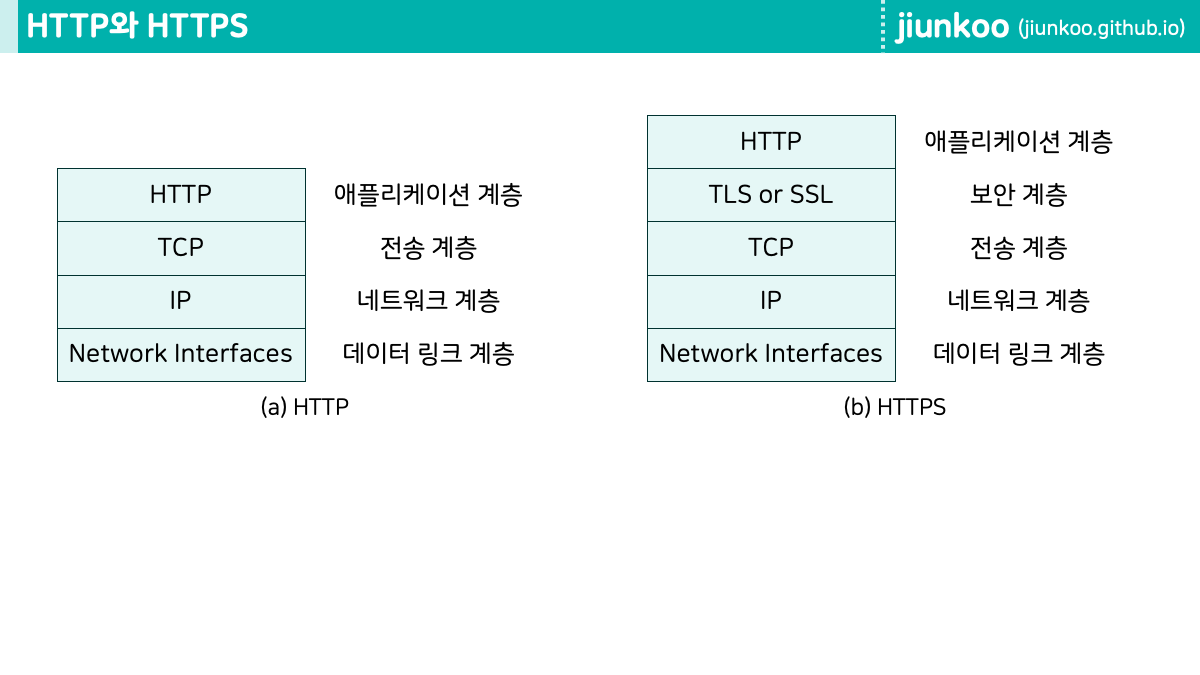 HTTP와 HTTPS
jiunkoo (jiunkoo.github.io)
HTTP 애플리케이션 계층
TCP 전송 계층
IP 네트워크 계층
Network Interfaces 데이터 링크 계층
(a) HTTP
HTTP 애플리케이션 계층
TLS or SSL 보안 계층
TCP 전송 계층
IP 네트워크 계층
Network Interfaces 데이터 링크 계층
(b) HTTPS